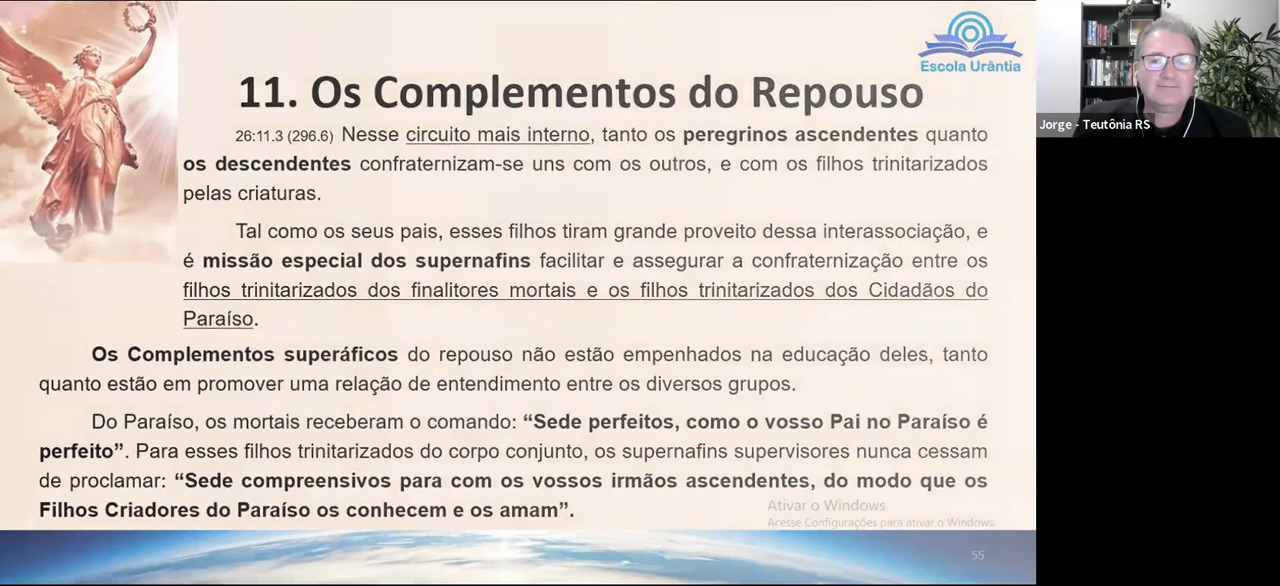 Escola Urântia
11. Os Complementos do Repouso
26:11.3 (296.6) Nesse circuito mais interno, tanto os peregrinos ascendentes quanto
os descendentes confraternizam-se uns com os outros, e com os filhos trinitarizados
pelas criaturas.
Tal como os seus pais, esses filhos tiram grande proveito dessa interassociação, e
é missão especial dos supernafins facilitar e assegurar a confraternização entre os
filhos trinitarizados dos finalitores mortais e os filhos trinitarizados dos Cidadãos do
Paraíso.
Os Complementos superáficos do repouso não estão empenhados na educação deles, tanto
quanto estão em promover uma relação de entendimento entre os diversos grupos.
Do Paraíso, os mortais receberam o comando: “Sede perfeitos, como o vosso Pai no Paraíso é
perfeito”. Para esses filhos trinitarizados do corpo conjunto, os supernafins supervisores nunca cessam
de proclamar: “Sede compreensivos para com os vossos irmãos ascendentes, do modo que os
Filhos Criadores do Paraíso os conhecem e os amam”.
Ativar o Windows
Acesse Configurações para ativar o Windows.
55
Jorge - Teutônia RS